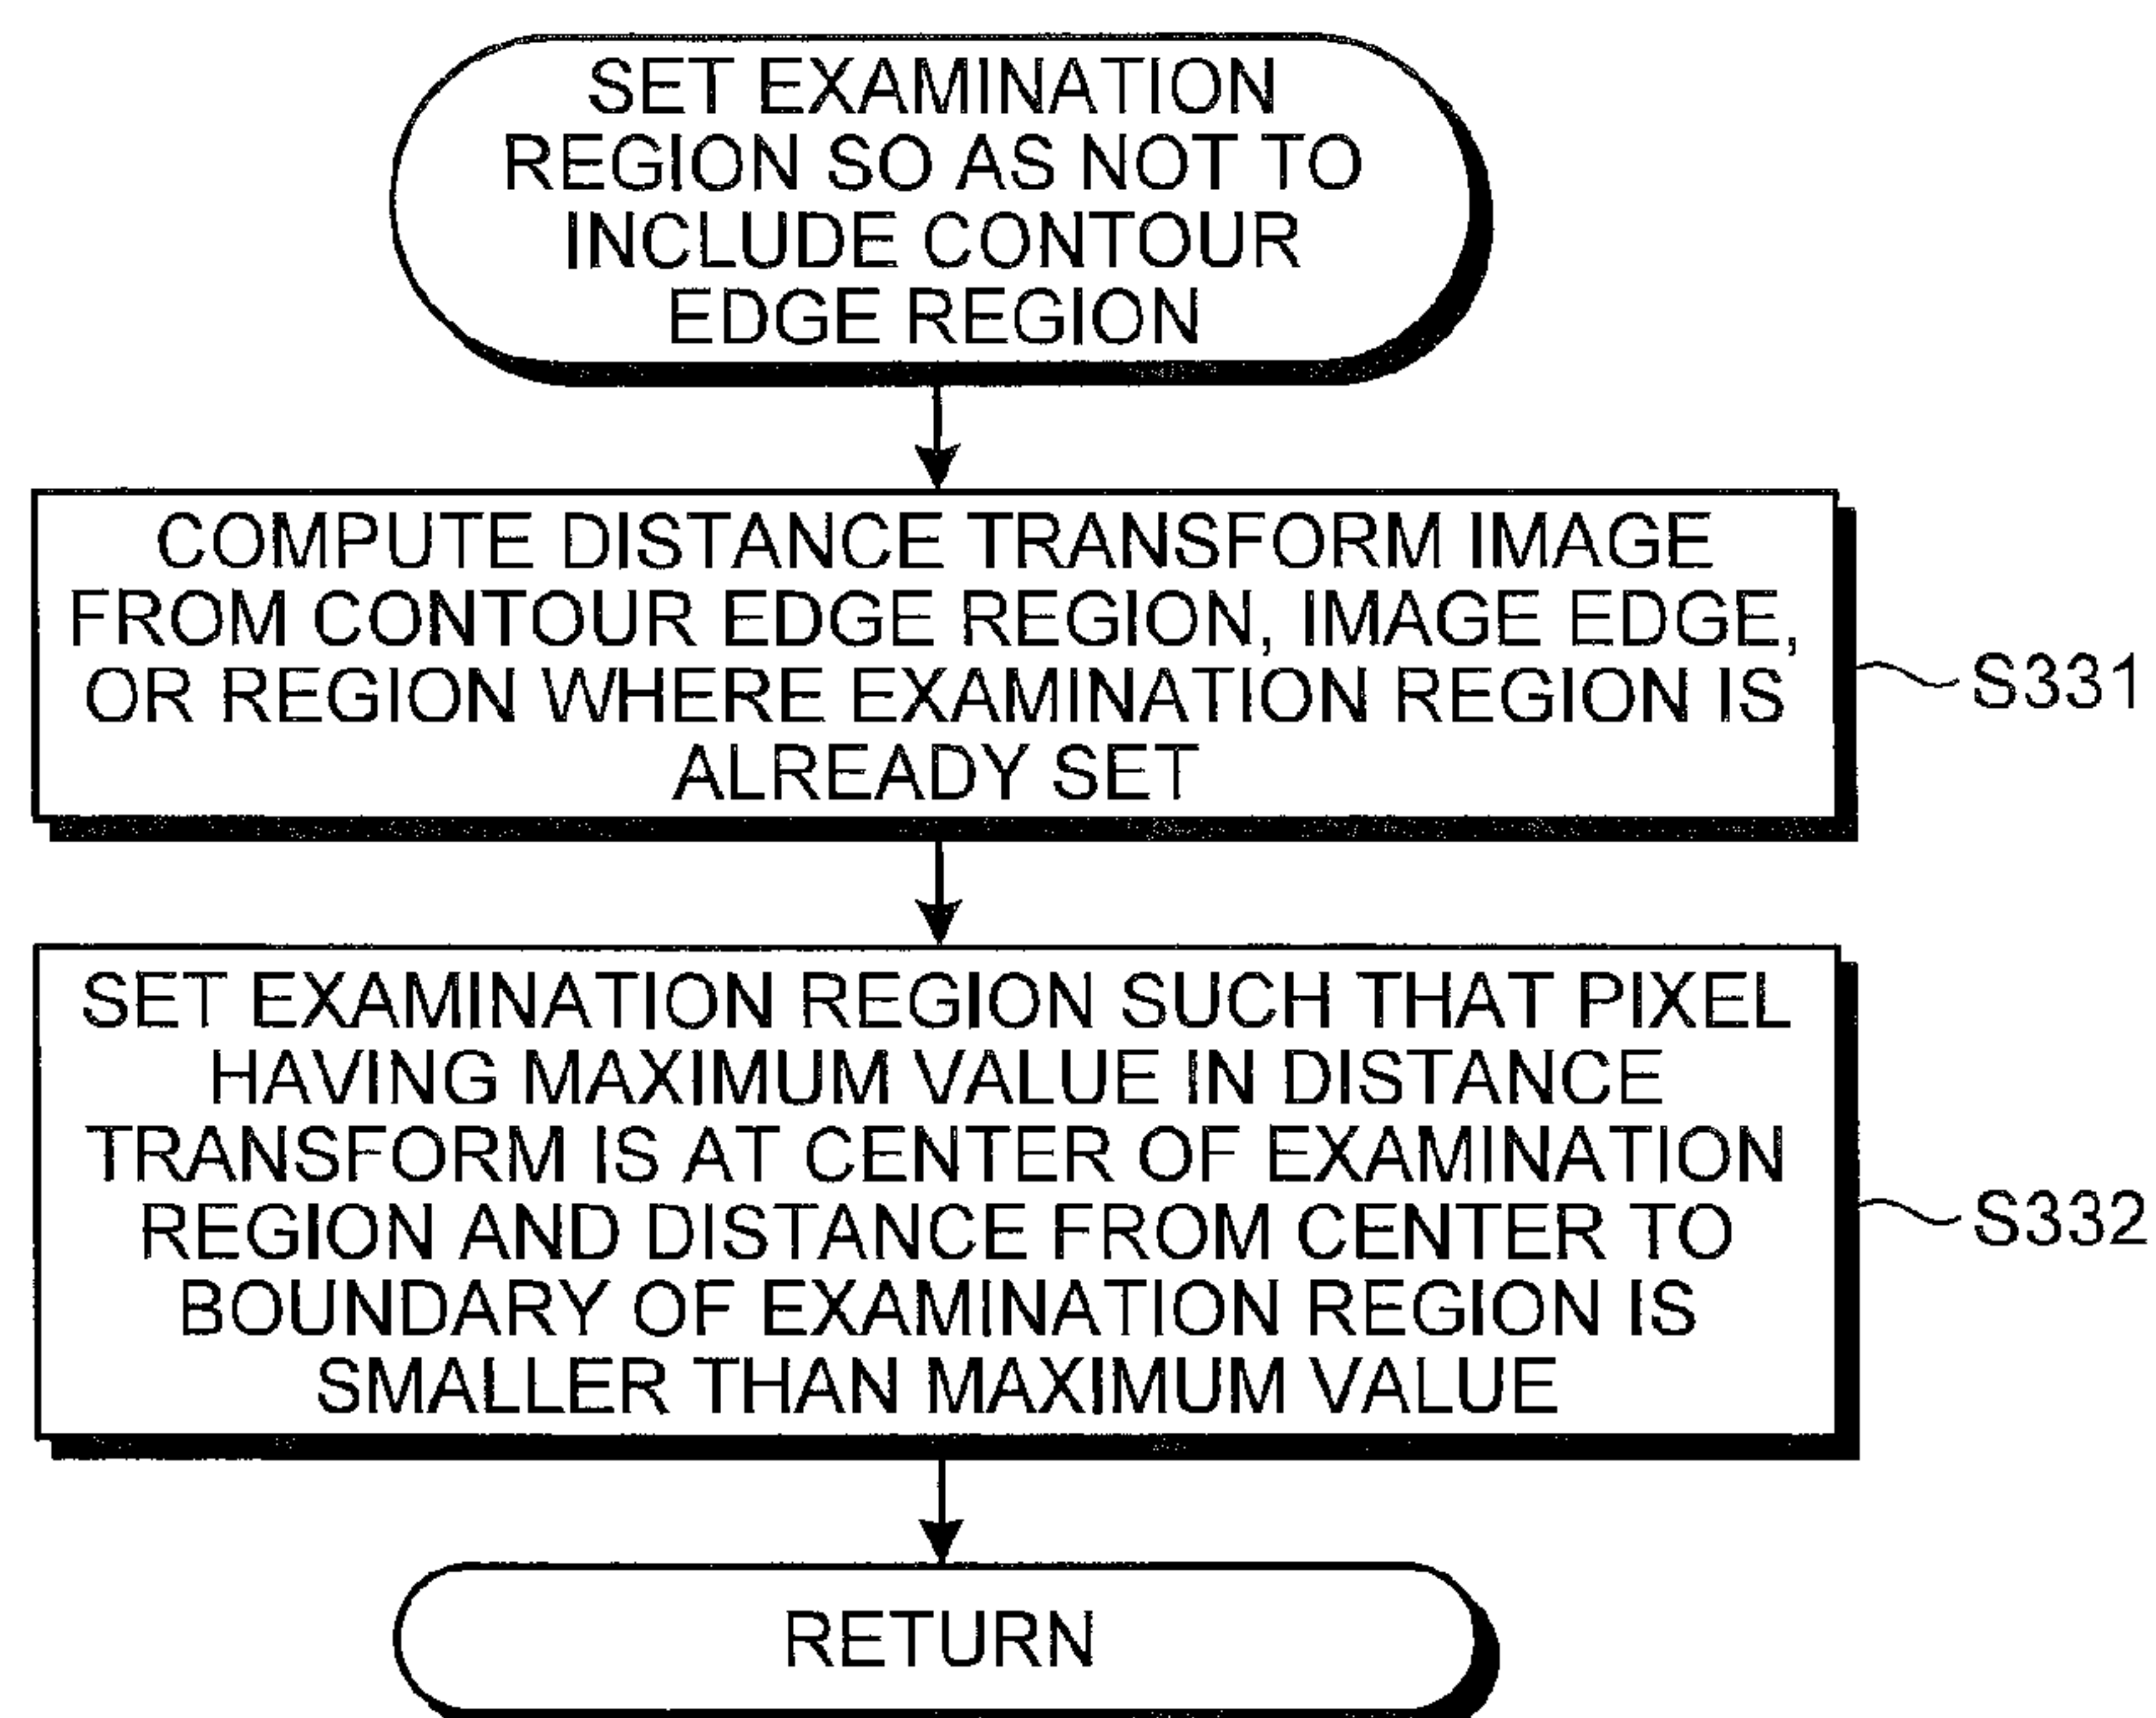 SET EXAMINATION
REGION SO AS NOT TO
INCLUDE CONTOUR
EDGE REGION
COMPUTE DISTANCE TRANSFORM IMAGE
FROM CONTOUR EDGE REGION, IMAGE EDGE,
OR REGION WHERE EXAMINATION REGION IS
ALREADY SET
S331
SET EXAMINATION REGION SUCH THAT PIXEL
HAVING MAXIMUM VALUE IN DISTANCE
TRANSFORM IS AT CENTER OF EXAMINATION
REGION AND DISTANCE FROM CENTER TO
BOUNDARY OF EXAMINATION REGION IS
SMALLER THAN MAXIMUM VALUE
S332
RETURN